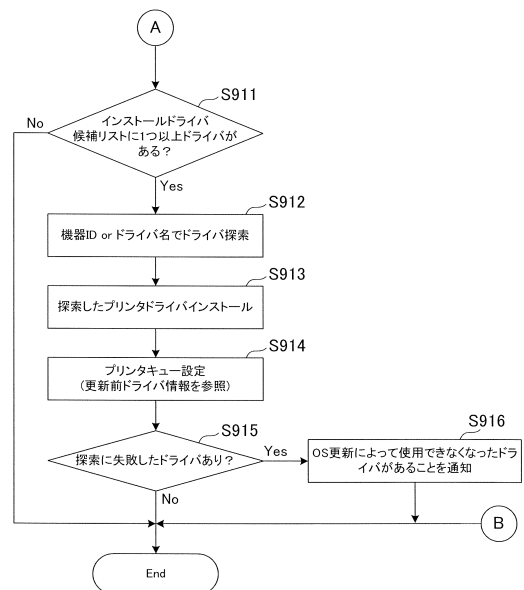 A
S911
インストールドライバ
候補リストに1つ以上ドライバが
ある?
No
Yes
S912
機器ID or ドライバ名でドライバ探索
S913
探索したプリンタドライバインストール
S914
プリンタキュー設定
(更新前ドライバ情報を参照)
S915
探索に失敗したドライバあり?
Yes
No
S916
OS更新によって使用できなくなったドラ
イバがあることを通知
B
End